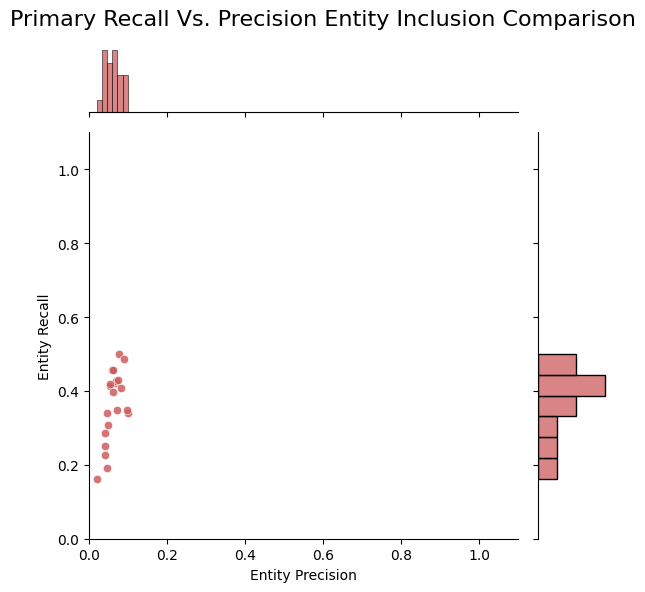 Primary Recall Vs. Precision Entity Inclusion Comparison
1.0
0.8
0.6
0.4
0.2
0.0
Entity Recall
0.0 0.2 0.4 0.6 0.8 1.0
Entity Precision